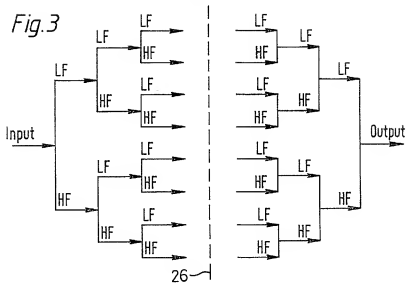 Fig.3
LF LF
LF HF HF LF
LF LF LF
HF HF HF HF
Input Output
LF LF
LF HF HF LF
HF HF
LF LF
HF HF HF HF
26